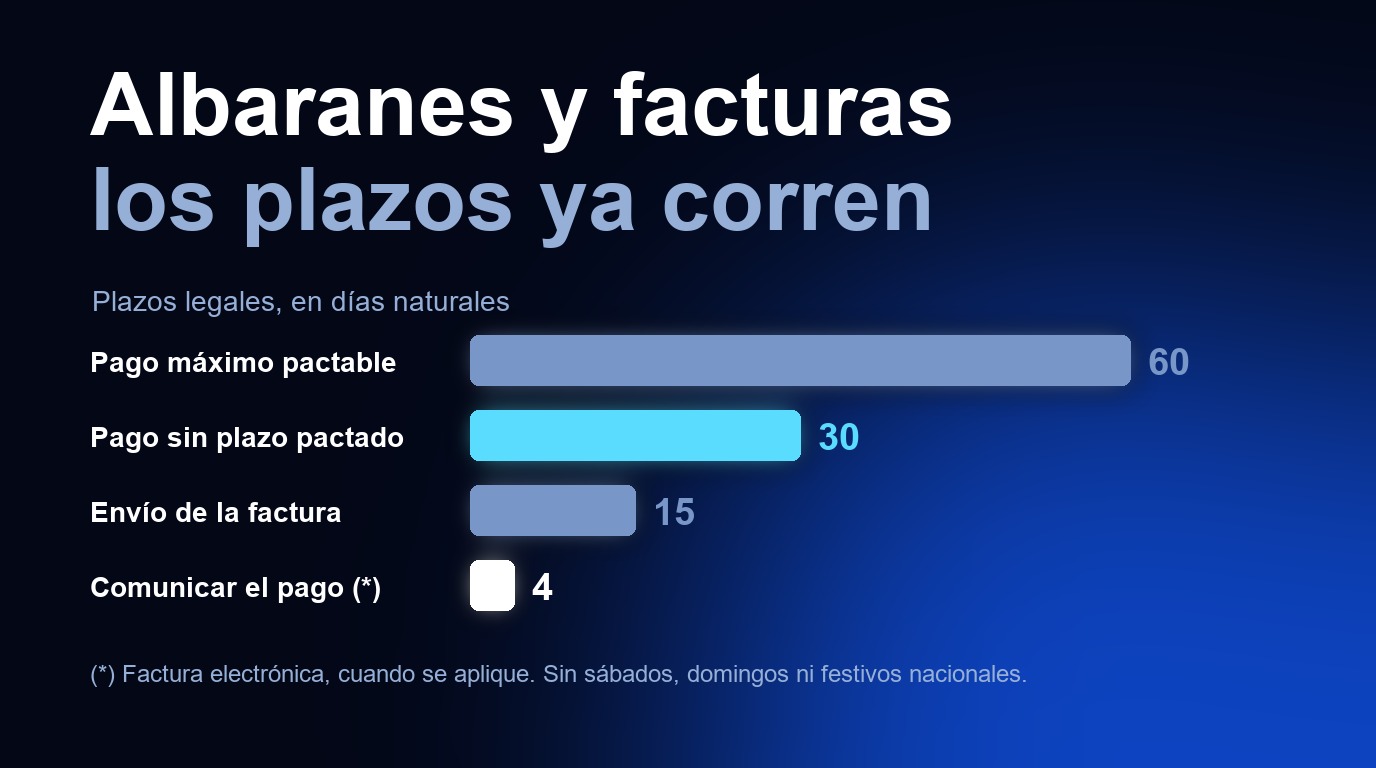 Albaranes y facturas
los plazos ya corren
Plazos legales, en días naturales
Pago máximo pactable 60
Pago sin plazo pactado 30
Envío de la factura 15
Comunicar el pago (*) 4
(*) Factura electrónica, cuando se aplique. Sin sábados, domingos ni festivos nacionales.